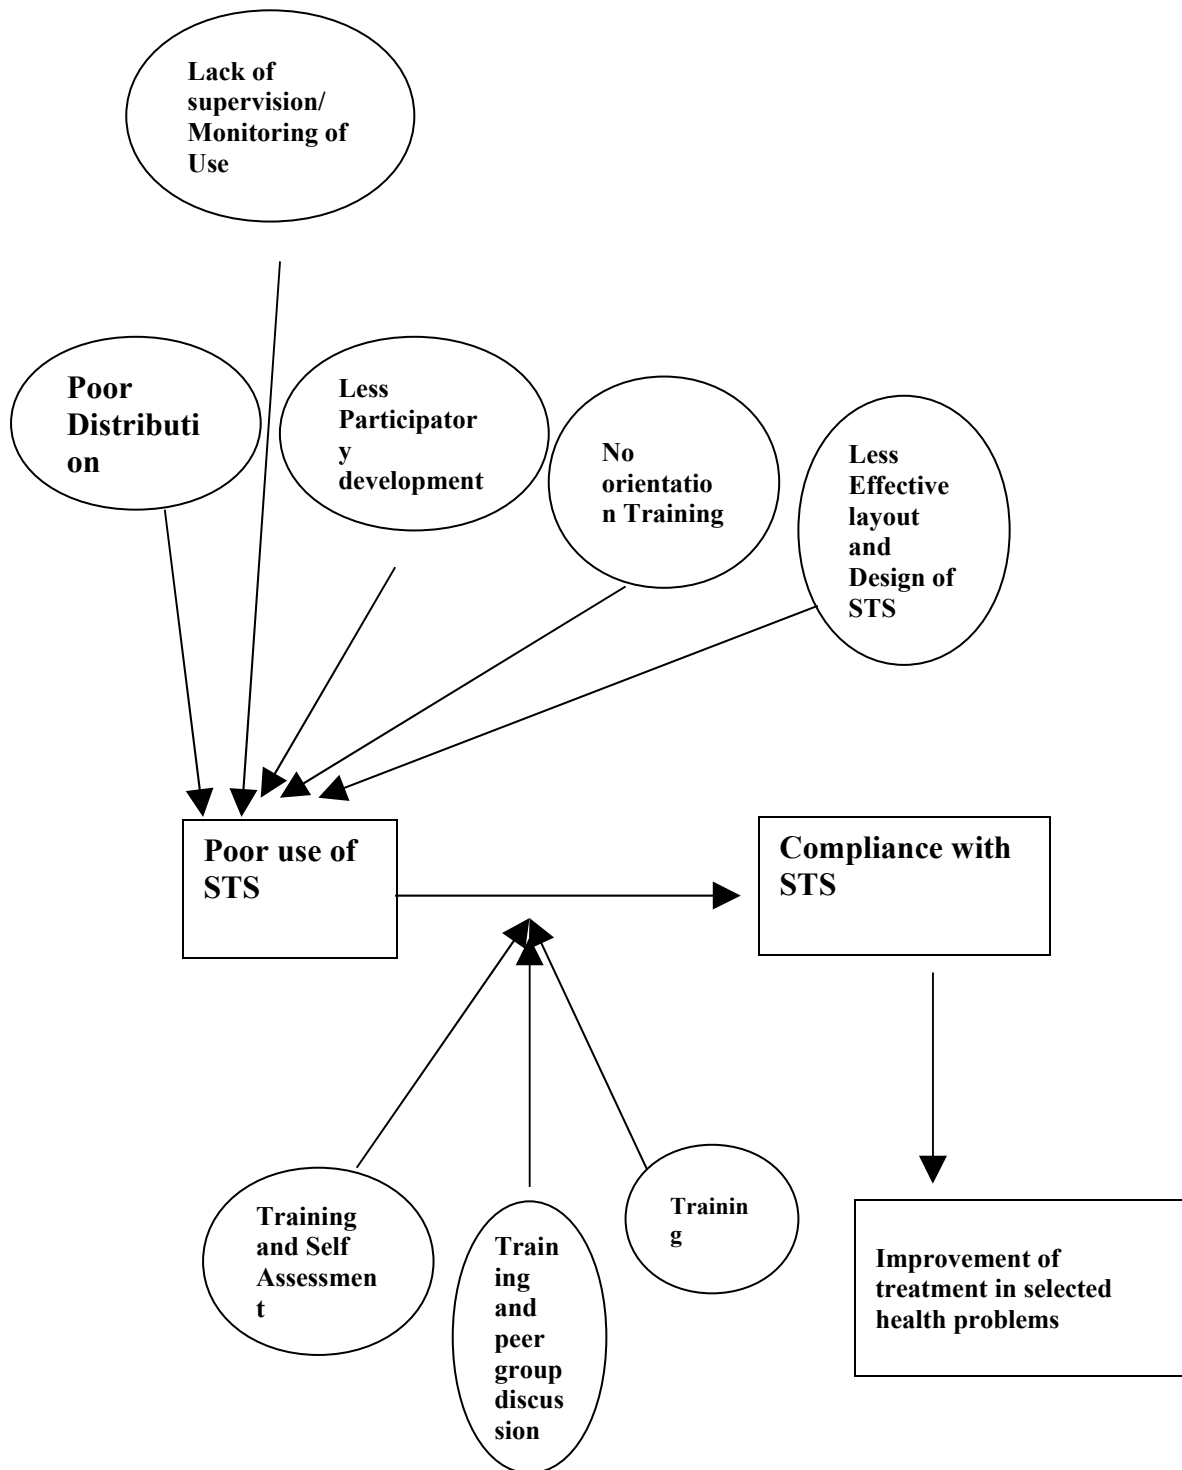 Lack of
supervision/
Monitoring of
Use
Poor
Distributi
on
Less
Participator
y
development
No
orientatio
n Training
Less
Effective
layout
and
Design of
STS
Poor use of
STS
Compliance with
STS
Training
and Self
Assessmen
t
Train
ing
and
peer
group
discus
sion
Trainin
g
Improvement of
treatment in selected
health problems